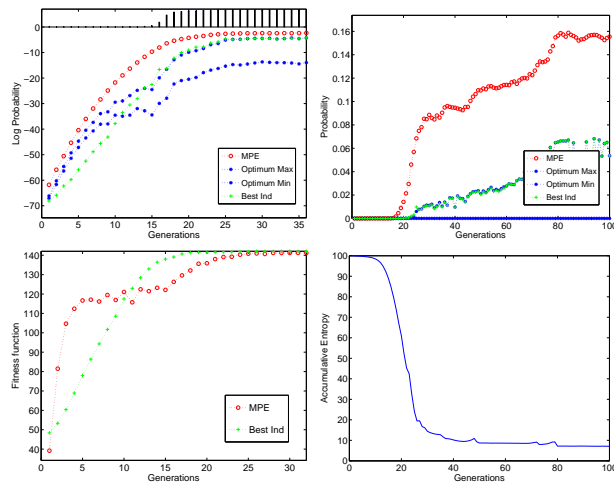 0
−10
−20
−30
−40
−50
−60
−70
Log Probability
0 5 10 15 20 25 30 35
Generations
MPE
Optimum Max
Optimum Min
Best Ind
0.16
0.14
0.12
0.1
0.08
0.06
0.04
0.02
0
Probability
0 20 40 60 80 100
Generations
MPE
Optimum Max
Optimum Min
Best Ind
140
130
120
110
100
90
80
70
60
50
40
Fitness function
0 5 10 15 20 25 30
Generations
MPE
Best Ind
100
90
80
70
60
50
40
30
20
10
0
Accumulative Entropy
0 20 40 60 80 100
Generations